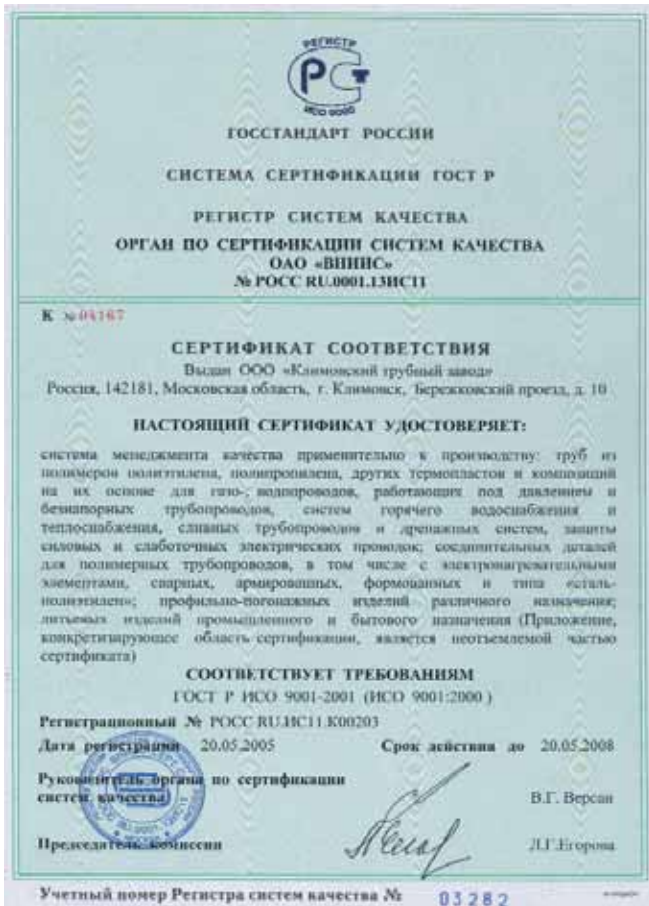 РЕГИСТР
РСТ
ИСО 9000
ГОССТАНДАРТ РОССИИ
СИСТЕМА СЕРТИФИКАЦИИ ГОСТ Р
РЕГИСТР СИСТЕМ КАЧЕСТВА
ОРГАН ПО СЕРТИФИКАЦИИ СИСТЕМ КАЧЕСТВА
ОАО «ВНИИС»
№ РОСС RU.0001.13ИС11
К № 04167
СЕРТИФИКАТ СООТВЕТСТВИЯ
Выдан ООО «Климовский трубный завод»
Россия, 142181, Московская область, г. Климовск, Бережковский проезд, д. 10
НАСТОЯЩИЙ СЕРТИФИКАТ УДОСТОВЕРЯЕТ:
система менеджмента качества применительно к производству: труб из
полимеров полиэтилена, полипропилена, других термопластов и композиций
на их основе для газо-, водопроводов, работающих под давлением и
безнапорных трубопроводов, систем горячего водоснабжения и
теплоснабжения, сливных трубопроводов и дренажных систем, защиты
силовых и слаботочных электрических проводок; соединительных деталей
для полимерных трубопроводов, в том числе с электронагревательными
элементами, сварных, армированных, формованных и типа «сталь-
полиэтилен»; профильно-погонажных изделий различного назначения;
литьевых изделий промышленного и бытового назначения (Приложение,
конкретизирующее область сертификации, является неотъемлемой частью
сертификата)
СООТВЕТСТВУЕТ ТРЕБОВАНИЯМ
ГОСТ Р ИСО 9001-2001 (ИСО 9001:2000 )
Регистрационный № РОСС RU.ИС11.К00203
Дата регистрации 20.05.2005 Срок действия до 20.05.2008
Руководитель органа по сертификации
систем качества В.Г. Версан
Председатель комиссии Л.Г.Егорова
Учетный номер Регистра систем качества № 03282